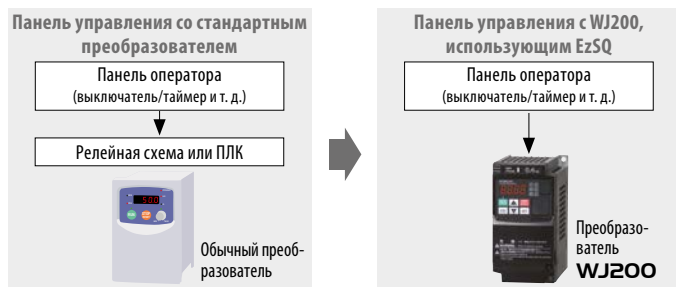 Панель управления со стандартным
преобразователем
Панель оператора
(выключатель/таймер и т. д.)
Релейная схема или ПЛК
500
Обычный преоб-
разователь
Панель управления с WJ200,
использующим EzSQ
Панель оператора
(выключатель/таймер и т. д.)
Преобразо-
ватель
WJ200